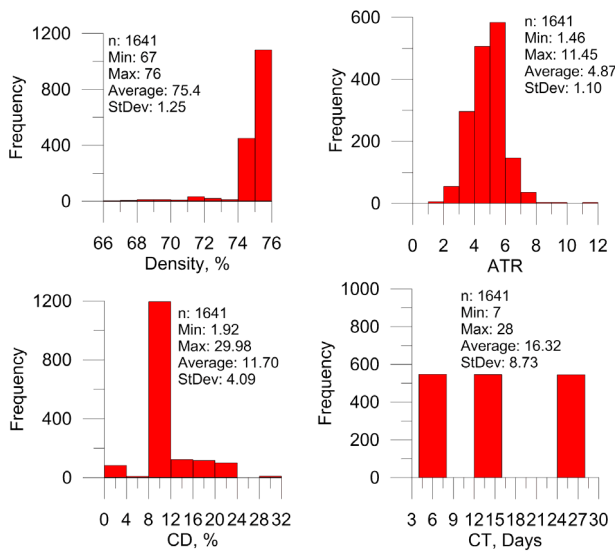 1200
800
400
0
Frequency
n: 1641
Min: 67
Max: 76
Average: 75.4
StDev: 1.25
66 68 70 72 74 76
Density, %
600
400
200
0
Frequency
n: 1641
Min: 1.46
Max: 11.45
Average: 4.87
StDev: 1.10
0 2 4 6 8 10 12
ATR
1200
800
400
0
Frequency
n: 1641
Min: 1.92
Max: 29.98
Average: 11.70
StDev: 4.09
0 4 8 12 16 20 24 28 32
CD, %
1000
800
600
400
200
0
Frequency
n: 1641
Min: 7
Max: 28
Average: 16.32
StDev: 8.73
3 6 9 12 15 18 21 24 27 30
CT, Days